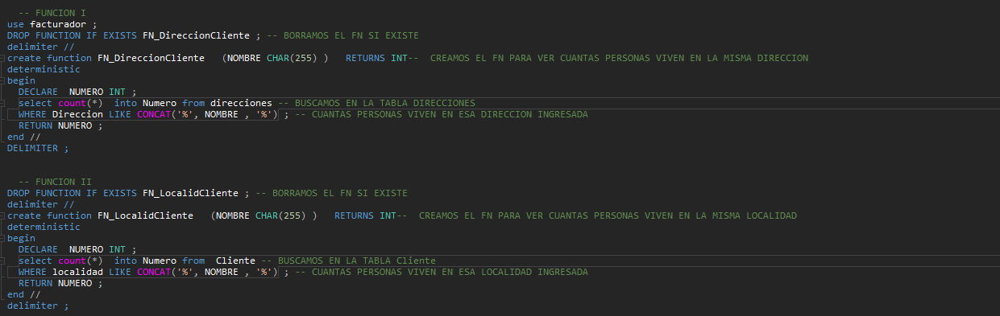 -- FUNCION I
use facturador ;
DROP FUNCTION IF EXISTS FN_DireccionCliente ; -- BORRAMOS EL FN SI EXISTE
delimiter //
create function FN_DireccionCliente   (NOMBRE CHAR(255) )   RETURNS INT--  CREAMOS EL FN PARA VER CUANTAS PERSONAS VIVEN EN LA MISMA DIRECCION
deterministic
begin
  DECLARE  NUMERO INT ;
  select count(*)  into Numero from direcciones -- BUSCAMOS EN LA TABLA DIRECCIONES
  WHERE Direccion LIKE CONCAT('%', NOMBRE , '%') ; -- CUANTAS PERSONAS VIVEN EN ESA DIRECCION INGRESADA
  RETURN NUMERO ;
end //
DELIMITER ;
-- FUNCION II
DROP FUNCTION IF EXISTS FN_LocalidCliente ; -- BORRAMOS EL FN SI EXISTE
delimiter //
create function FN_LocalidCliente   (NOMBRE CHAR(255) )   RETURNS INT--  CREAMOS EL FN PARA VER CUANTAS PERSONAS VIVEN EN LA MISMA LOCALIDAD
deterministic
begin
  DECLARE  NUMERO INT ;
  select count(*)  into Numero from  Cliente -- BUSCAMOS EN LA TABLA Cliente
  WHERE localidad LIKE CONCAT('%', NOMBRE , '%') ; -- CUANTAS PERSONAS VIVEN EN ESA LOCALIDAD INGRESADA
  RETURN NUMERO ;
end //
delimiter ;